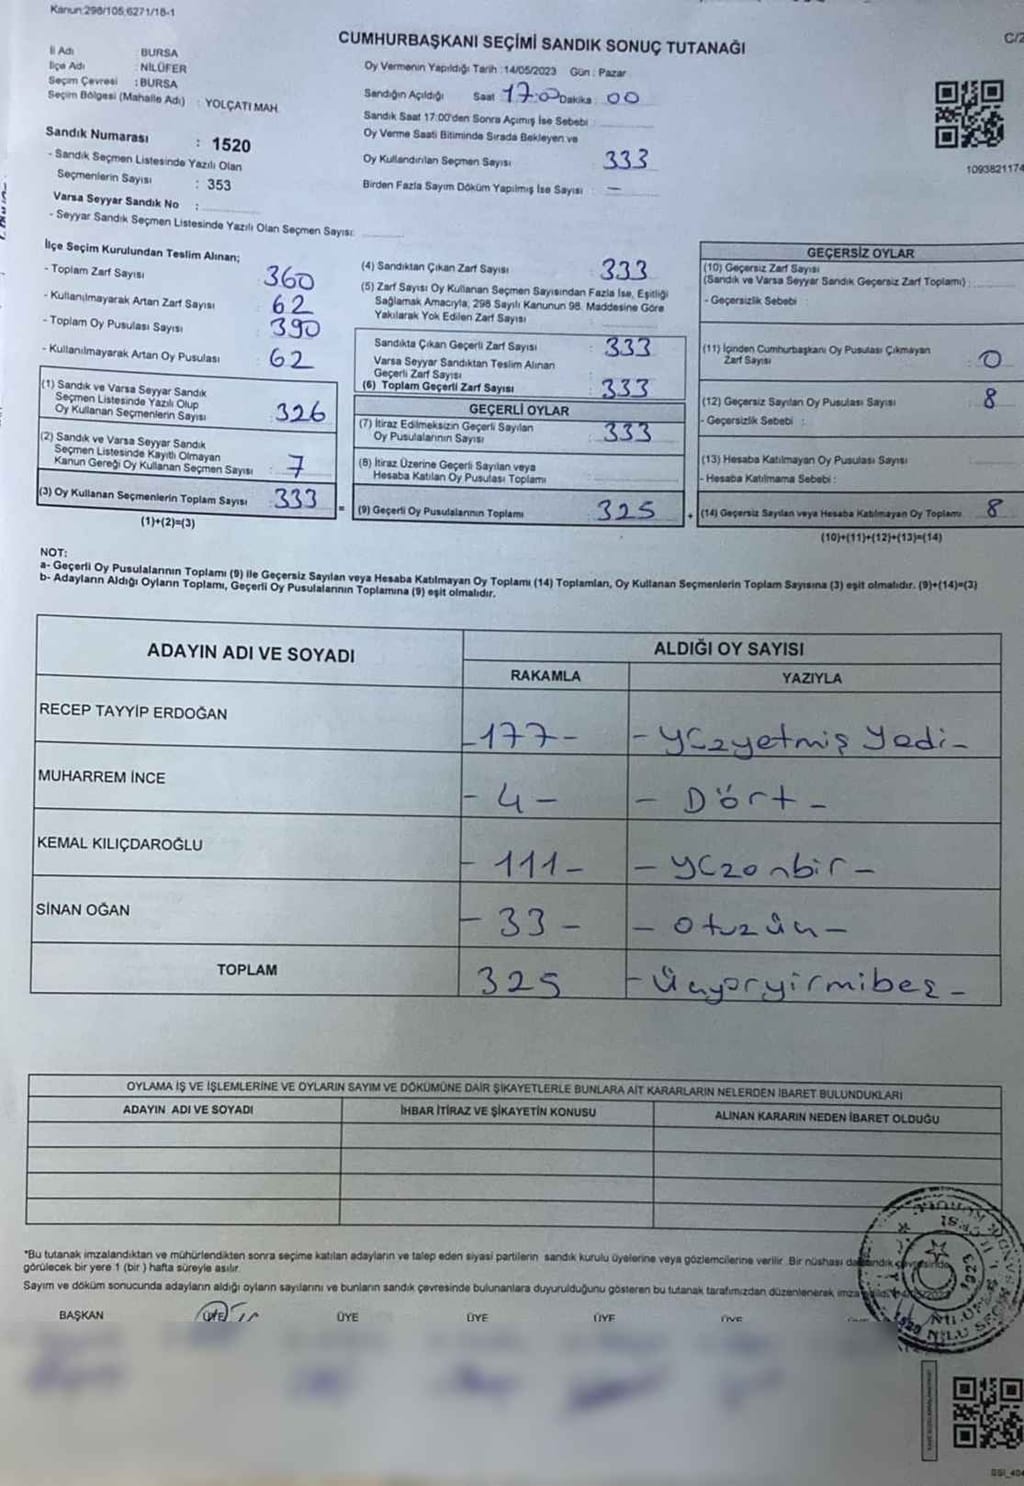 Kanun:298/105,6271/18-1
CUMHURBAŞKANI SEÇİMİ SANDIK SONUÇ TUTANAĞI
C/2
İl Adı : BURSA
İlçe Adı : NİLÜFER
Seçim Çevresi : BURSA
Seçim Bölgesi (Mahalle Adı) : YOLÇATI MAH.
Sandık Numarası : 1520
- Sandık Seçmen Listesinde Yazılı Olan
Seçmenlerin Sayısı : 353
Varsa Seyyar Sandık No :
- Seyyar Sandık Seçmen Listesinde Yazılı Olan Seçmen Sayısı:
Oy Vermenin Yapıldığı Tarih :14/05/2023 Gün : Pazar
Sandığın Açıldığı Saat 17:00 Dakika : 00
Sandık Saat 17:00'den Sonra Açımış İse Sebebi :
Oy Verme Saati Bitiminde Sırada Bekleyen ve
Oy Kullandırılan Seçmen Sayısı : 333
Birden Fazla Sayım Döküm Yapılmış İse Sayısı : —
1093821174
İlçe Seçim Kurulundan Teslim Alınan;
- Toplam Zarf Sayısı : 360
- Kullanılmayarak Artan Zarf Sayısı : 62
- Toplam Oy Pusulası Sayısı : 390
- Kullanılmayarak Artan Oy Pusulası : 62
(1) Sandık ve Varsa Seyyar Sandık
Seçmen Listesinde Yazılı Olup
Oy Kullanan Seçmenlerin Sayısı : 326
(2) Sandık ve Varsa Seyyar Sandık
Seçmen Listesinde Kayıtlı Olmayan
Kanun Gereği Oy Kullanan Seçmen Sayısı : 7
(3) Oy Kullanan Seçmenlerin Toplam Sayısı : 333
(1)+(2)=(3)
=
(4) Sandıktan Çıkan Zarf Sayısı : 333
(5) Zarf Sayısı Oy Kullanan Seçmen Sayısından Fazla İse, Eşitliği
Sağlamak Amacıyla, 298 Sayılı Kanunun 98. Maddesine Göre
Yakılarak Yok Edilen Zarf Sayısı :
Sandıkta Çıkan Geçerli Zarf Sayısı : 333
Varsa Seyyar Sandıktan Teslim Alınan
Geçerli Zarf Sayısı :
(6) Toplam Geçerli Zarf Sayısı : 333
GEÇERLİ OYLAR
(7) İtiraz Edilmeksizin Geçerli Sayılan
Oy Pusulalarının Sayısı : 333
(8) İtiraz Üzerine Geçerli Sayılan veya
Hesaba Katılan Oy Pusulası Toplamı :
(9) Geçerli Oy Pusulalarının Toplamı : 325
+
GEÇERSİZ OYLAR
(10) Geçersiz Zarf Sayısı
(Sandık ve Varsa Seyyar Sandık Geçersiz Zarf Toplamı) :
- Geçersizlik Sebebi :
(11) İçinden Cumhurbaşkanı Oy Pusulası Çıkmayan
Zarf Sayısı : 0
(12) Geçersiz Sayılan Oy Pusulası Sayısı : 8
- Geçersizlik Sebebi :
(13) Hesaba Katılmayan Oy Pusulası Sayısı :
- Hesaba Katılmama Sebebi :
(14) Geçersiz Sayılan veya Hesaba Katılmayan Oy Toplamı : 8
(10)+(11)+(12)+(13)=(14)
NOT:
a- Geçerli Oy Pusulalarının Toplamı (9) ile Geçersiz Sayılan veya Hesaba Katılmayan Oy Toplamı (14) Toplamları, Oy Kullanan Seçmenlerin Toplam Sayısına (3) eşit olmalıdır. (9)+(14)=(3)
b- Adayların Aldığı Oyların Toplamı, Geçerli Oy Pusulalarının Toplamına (9) eşit olmalıdır.
ADAYIN ADI VE SOYADI
ALDIĞI OY SAYISI
RAKAMLA YAZIYLA
RECEP TAYYİP ERDOĞAN -177- -Yüzyetmiş Yedi-
MUHARREM İNCE -4- -Dört-
KEMAL KILIÇDAROĞLU -111- -Yüzonbir-
SİNAN OĞAN -33- -Otuzüç-
TOPLAM 325 -Üçyüzyirmibeş-
OYLAMA İŞ VE İŞLEMLERİNE VE OYLARIN SAYIM VE DÖKÜMÜNE DAİR ŞİKAYETLERLE BUNLARA AİT KARARLARIN NELERDEN İBARET BULUNDUKLARI
ADAYIN ADI VE SOYADI İHBAR İTİRAZ VE ŞİKAYETİN KONUSU ALINAN KARARIN NEDEN İBARET OLDUĞU
*Bu tutanak imzalandıktan ve mühürlendikten sonra seçime katılan adayların ve talep eden siyasi partilerin sandık kurulu üyelerine veya gözlemcilerine verilir. Bir nüshası da sandık çevresinde
görülecek bir yere 1 (bir ) hafta süreyle asılır.
Sayım ve döküm sonucunda adayların aldığı oyların sayılarını ve bunların sandık çevresinde bulunanlara duyurulduğunu gösteren bu tutanak tarafımızdan düzenlenerek imza
BAŞKAN ÜYE ÜYE ÜYE ÜYE ÜYE
1923